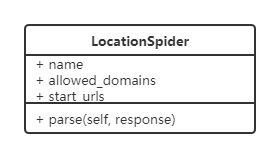 LocationSpider
+ name
+ allowed_domains
+ start_urls
+ parse(self, response)